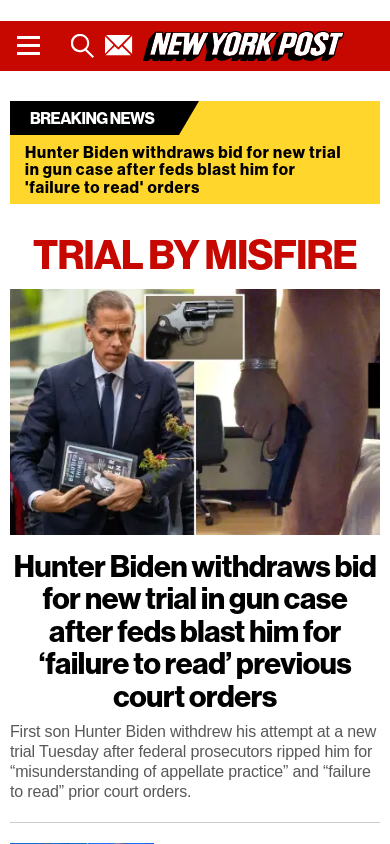 NEW YORK POST
BREAKING NEWS
Hunter Biden withdraws bid for new trial
in gun case after feds blast him for
'failure to read' orders
TRIAL BY MISFIRE
BEAUTIFUL
THINGS
Hunter Biden withdraws bid
for new trial in gun case
after feds blast him for
‘failure to read’ previous
court orders
First son Hunter Biden withdrew his attempt at a new
trial Tuesday after federal prosecutors ripped him for
“misunderstanding of appellate practice” and “failure
to read” prior court orders.